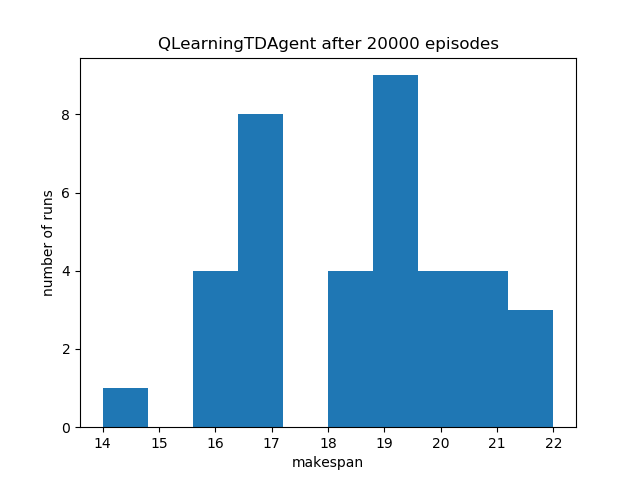 QLearningTDAgent after 20000 episodes
number of runs
8
6
4
2
0
14 15 16 17 18 19 20 21 22
makespan